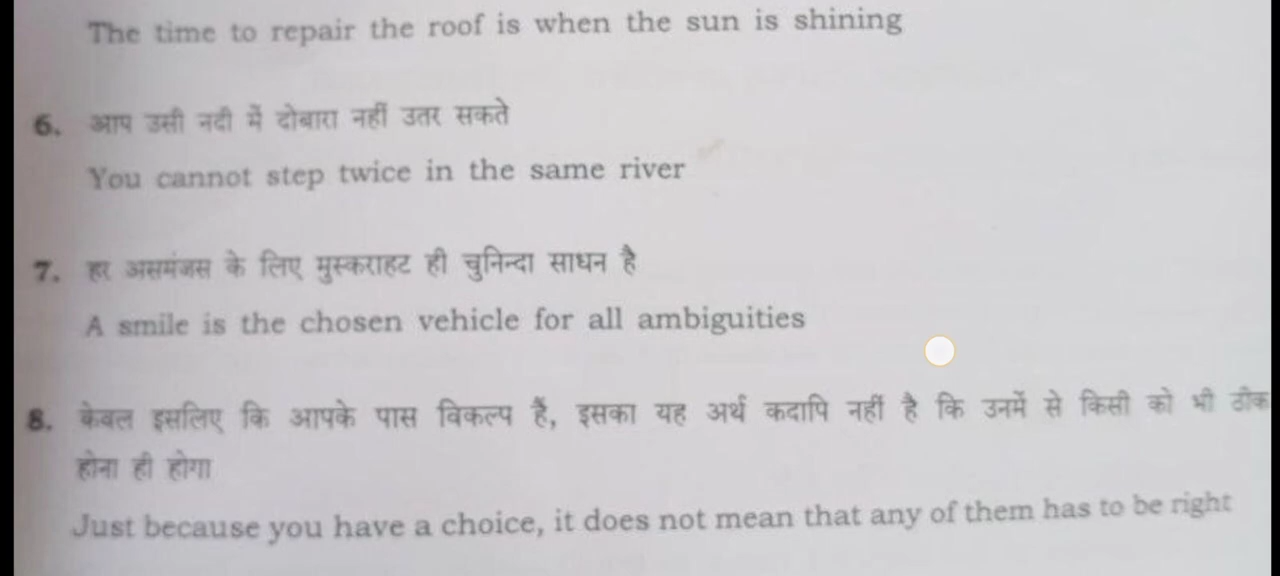 The time to repair the roof is when the sun is shining
6. आप उसी नदी में दोबारा नहीं उतर सकते
You cannot step twice in the same river
7. हर असमंजस के लिए मुस्कराहट ही चुनिन्दा साधन है
A smile is the chosen vehicle for all ambiguities
8. केवल इसलिए कि आपके पास विकल्प हैं, इसका यह अर्थ कदापि नहीं है कि उनमें से किसी को भी ठीक
होना ही होगा
Just because you have a choice, it does not mean that any of them has to be right